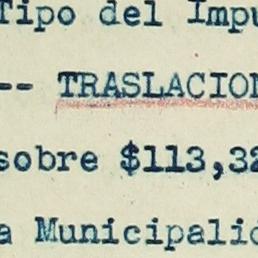 Tipo del Impu
-- TRASLACION
sobre $113,32
a Municipalid